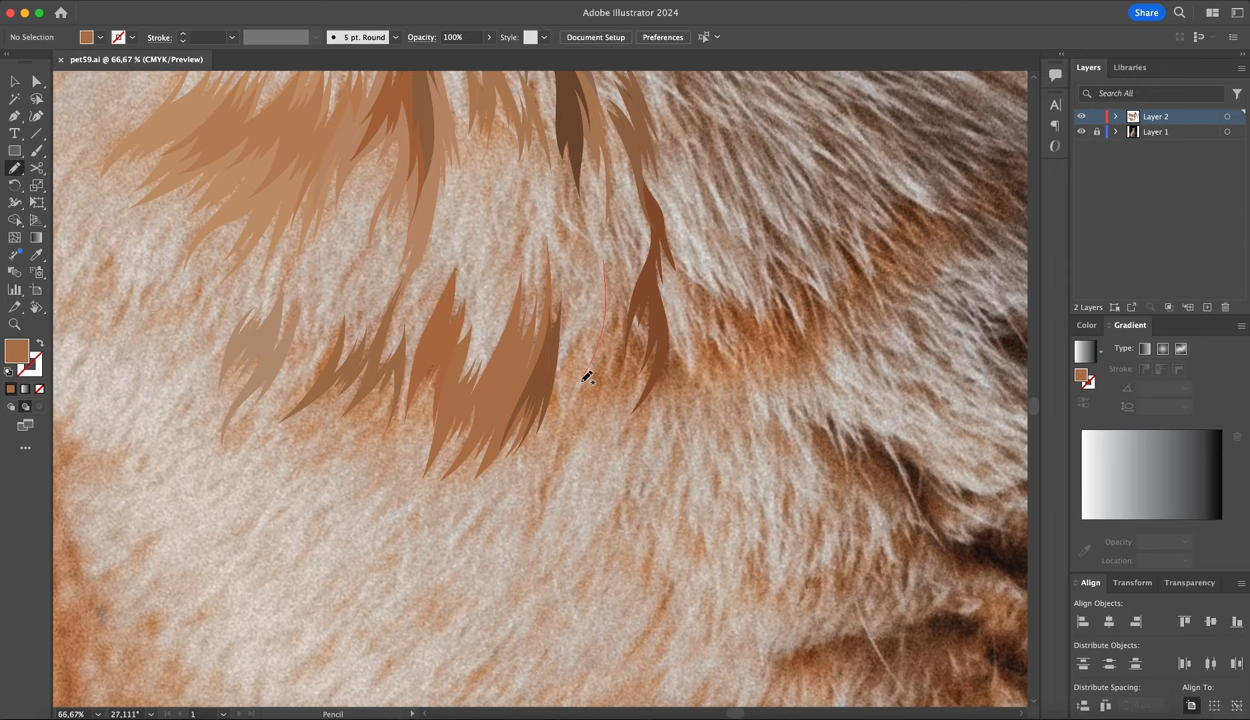 Adobe Illustrator 2024
Share
No Selection
Stroke:
5 pt. Round
Opacity:
100%
Style:
Document Setup
Preferences
pet59.ai @ 66,67 % (CMYK/Preview)
Layers
Libraries
Search All
Layer 2
Layer 1
2 Layers
Color
Gradient
Type:
Stroke:
Opacity:
Location:
Align
Transform
Transparency
Align Objects:
Distribute Objects:
Distribute Spacing:
Align To:
66,67%
27,111°
1
Pencil